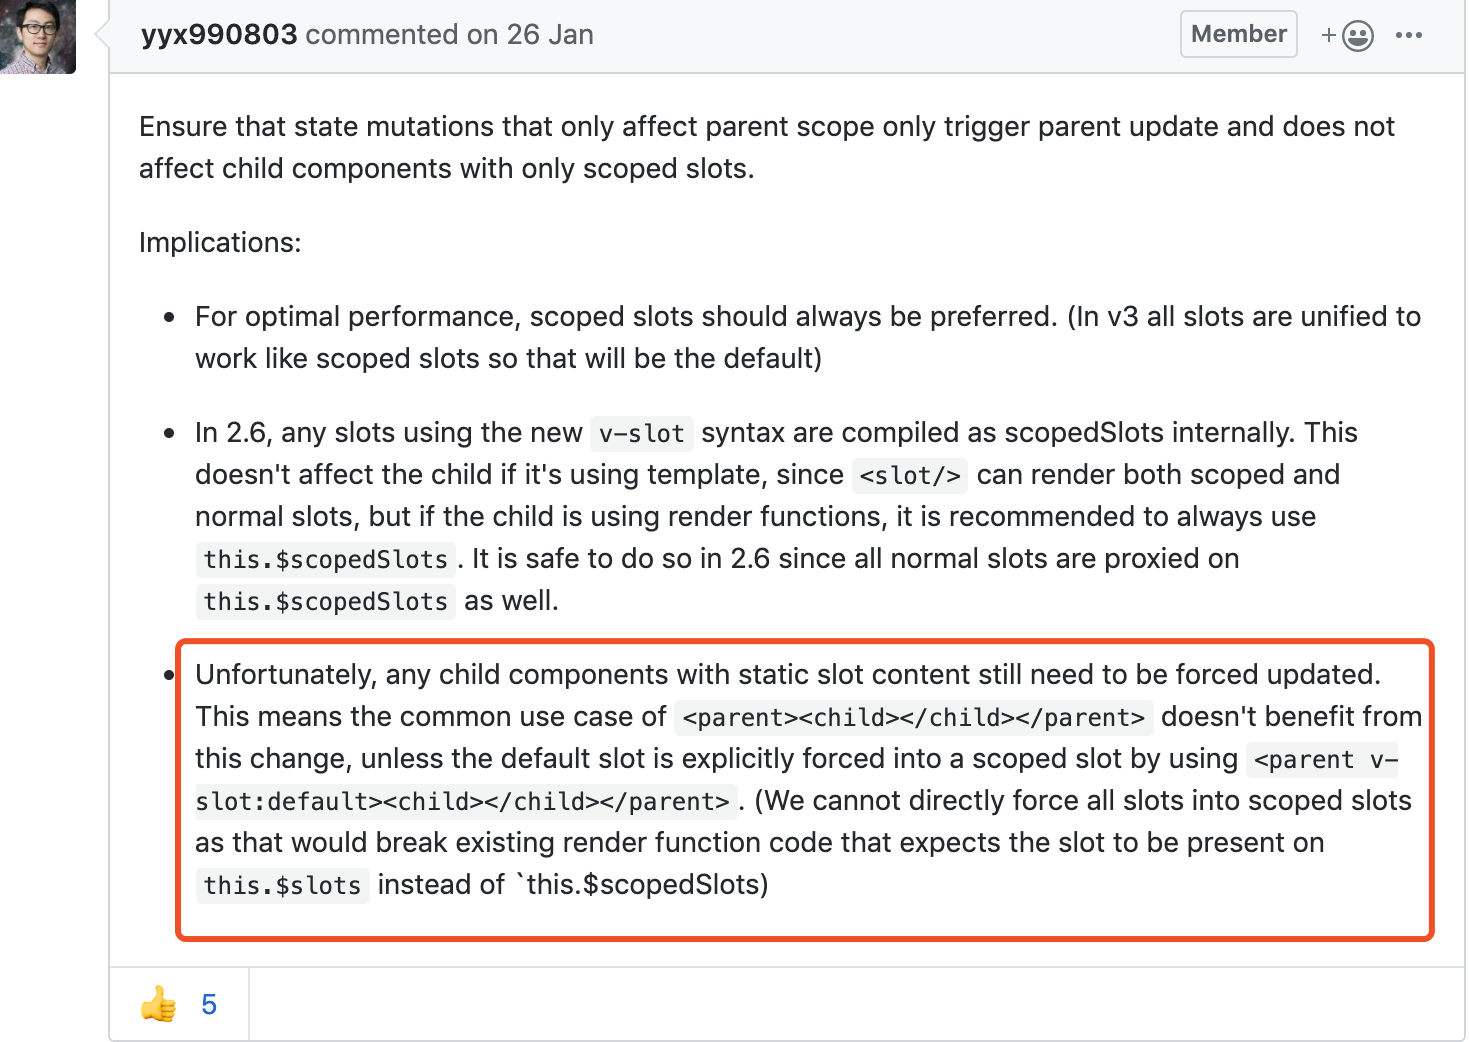 yyx990803 commented on 26 Jan
Member
Ensure that state mutations that only affect parent scope only trigger parent update and does not
affect child components with only scoped slots.
Implications:
For optimal performance, scoped slots should always be preferred. (In v3 all slots are unified to
work like scoped slots so that will be the default)
In 2.6, any slots using the new v-slot syntax are compiled as scopedSlots internally. This
doesn't affect the child if it's using template, since <slot/> can render both scoped and
normal slots, but if the child is using render functions, it is recommended to always use
this.$scopedSlots. It is safe to do so in 2.6 since all normal slots are proxied on
this.$scopedSlots as well.
Unfortunately, any child components with static slot content still need to be forced updated.
This means the common use case of <parent><child></child></parent> doesn't benefit from
this change, unless the default slot is explicitly forced into a scoped slot by using <parent v-
slot:default><child></child></parent>. (We cannot directly force all slots into scoped slots
as that would break existing render function code that expects the slot to be present on
this.$slots instead of `this.$scopedSlots)
5